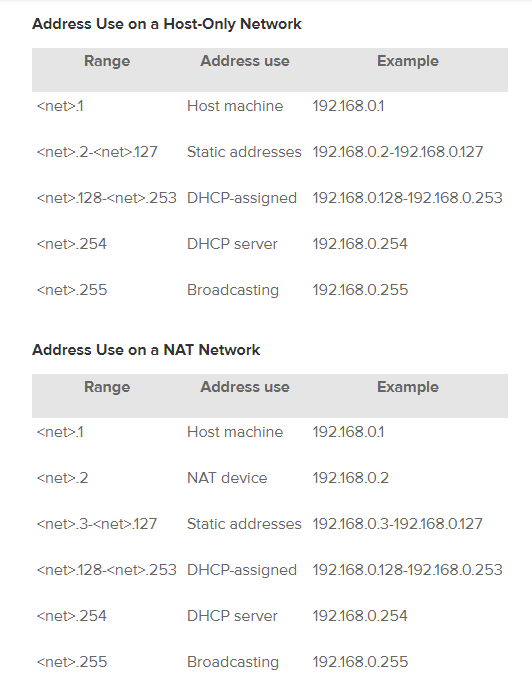 Address Use on a Host-Only Network
Range Address use Example
<net>.1 Host machine 192.168.0.1
<net>.2-<net>.127 Static addresses 192.168.0.2-192.168.0.127
<net>.128-<net>.253 DHCP-assigned 192.168.0.128-192.168.0.253
<net>.254 DHCP server 192.168.0.254
<net>.255 Broadcasting 192.168.0.255
Address Use on a NAT Network
Range Address use Example
<net>.1 Host machine 192.168.0.1
<net>.2 NAT device 192.168.0.2
<net>.3-<net>.127 Static addresses 192.168.0.3-192.168.0.127
<net>.128-<net>.253 DHCP-assigned 192.168.0.128-192.168.0.253
<net>.254 DHCP server 192.168.0.254
<net>.255 Broadcasting 192.168.0.255